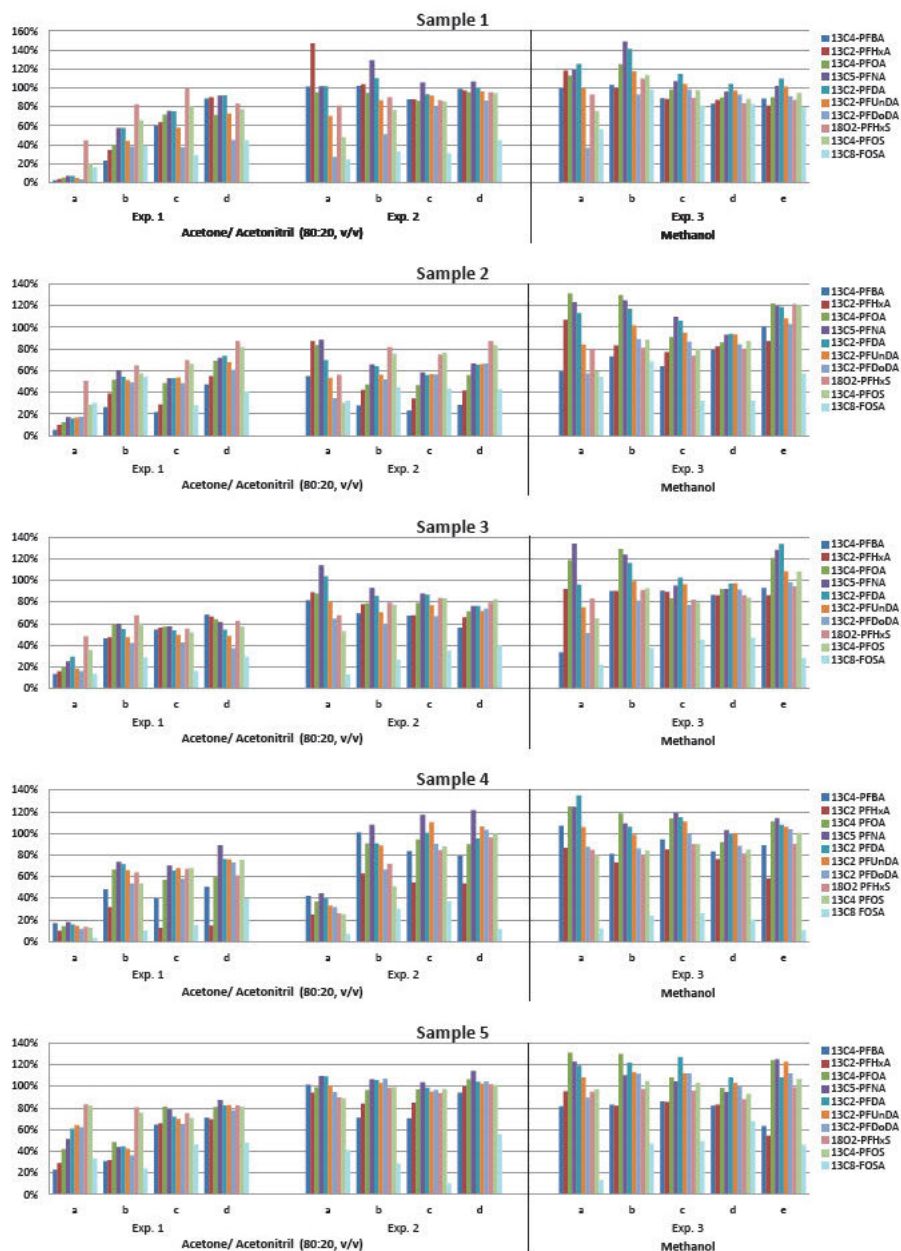 Sample 1
160%
140%
120%
100%
80%
60%
40%
20%
0%
a b c d a b c d a b c d e
Exp. 1 Exp. 2 Exp. 3
Acetone/ Acetonitril (80:20, v/v) Methanol
13C4-PFBA
13C2-PFHxA
13C4-PFOA
13C5-PFNA
13C2-PFDA
13C2-PFUnDA
13C2-PFDoDA
18O2-PFHxS
13C4-PFOS
13C8-FOSA
Sample 2
140%
120%
100%
80%
60%
40%
20%
0%
a b c d a b c d a b c d e
Exp. 1 Exp. 2 Exp. 3
Acetone/ Acetonitril (80:20, v/v) Methanol
13C4-PFBA
13C2-PFHxA
13C4-PFOA
13C5-PFNA
13C2-PFDA
13C2-PFUnDA
13C2-PFDoDA
18O2-PFHxS
13C4-PFOS
13C8-FOSA
Sample 3
140%
120%
100%
80%
60%
40%
20%
0%
a b c d a b c d a b c d e
Exp. 1 Exp. 2 Exp. 3
Acetone/ Acetonitril (80:20, v/v) Methanol
13C4-PFBA
13C2-PFHxA
13C4-PFOA
13C5-PFNA
13C2-PFDA
13C2-PFUnDA
13C2-PFDoDA
18O2-PFHxS
13C4-PFOS
13C8-FOSA
Sample 4
140%
120%
100%
80%
60%
40%
20%
0%
a b c d a b c d a b c d e
Exp. 1 Exp. 2 Exp. 3
Acetone/ Acetonitril (80:20, v/v) Methanol
13C4-PFBA
13C2 PFHxA
13C4 PFOA
13C5 PFNA
13C2 PFDA
13C2 PFUnDA
13C2 PFDoDA
18O2 PFHxS
13C4 PFOS
13C8 FOSA
Sample 5
140%
120%
100%
80%
60%
40%
20%
0%
a b c d a b c d a b c d e
Exp. 1 Exp. 2 Exp. 3
Acetone/ Acetonitril (80:20, v/v) Methanol
13C4-PFBA
13C2-PFHxA
13C4-PFOA
13C5-PFNA
13C2-PFDA
13C2-PFUnDA
13C2-PFDoDA
18O2-PFHxS
13C4-PFOS
13C8-FOSA